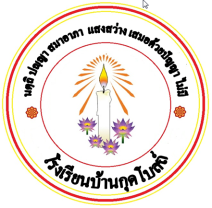 นตฺถิ ปญฺญา สมาอาภา แสงสว่าง เสมอด้วยปัญญา ไม่มี
โรงเรียนบ้านกุดโบสถ์